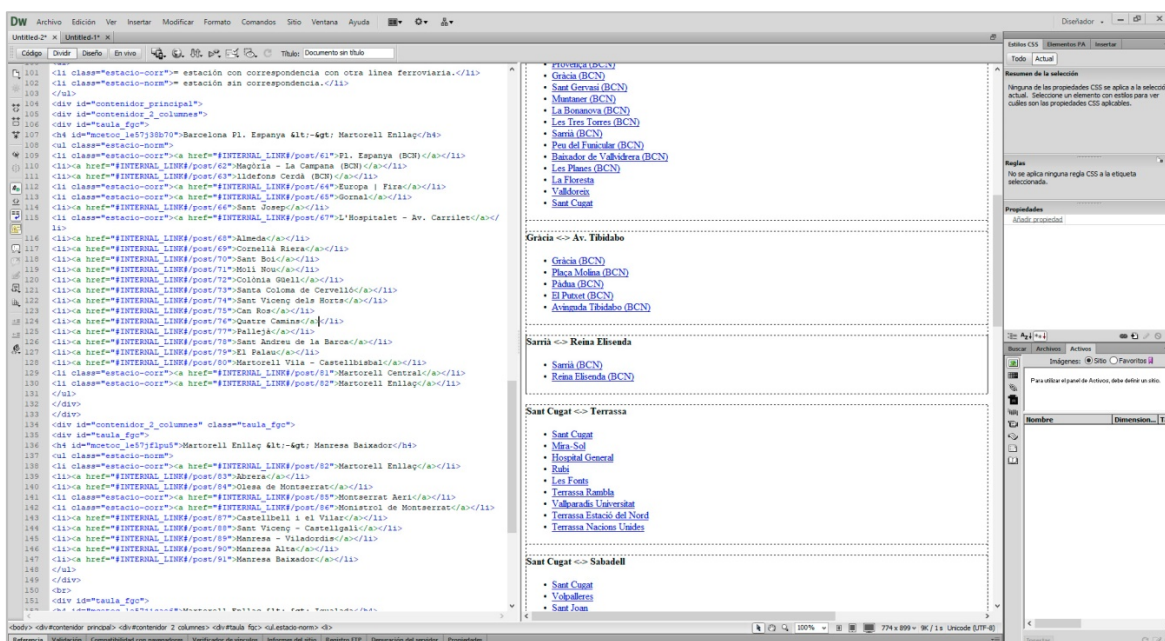 DW Archivo Edición Ver Insertar Modificar Formato Comandos Sitio Ventana Ayuda Diseñador
Untitled-2* × Untitled-1* ×
Código Dividir Diseño En vivo Título: Documento sin título
101 <li class="estacio-corr">= estación con correspondencia con otra línea ferroviaria.</li>
102 <li class="estacio-norm">= estación sin correspondencia.</li>
103 </ul>
104 <div id="contenidor_principal">
105 <div id="contenidor_2_columnes">
106 <div id="taula_fgc">
107 <h4 id="mcetoc_1e57j38b70">Barcelona Pl. Espanya &lt;-&gt; Martorell Enllaç</h4>
108 <ul class="estacio-norm">
109 <li class="estacio-corr"><a href="#INTERNAL_LINK#/post/61">Pl. Espanya (BCN)</a></li>
110 <li><a href="#INTERNAL_LINK#/post/62">Magòria - La Campana (BCN)</a></li>
111 <li><a href="#INTERNAL_LINK#/post/63">Ildefons Cerdà (BCN)</a></li>
112 <li class="estacio-corr"><a href="#INTERNAL_LINK#/post/64">Europa | Fira</a></li>
113 <li class="estacio-corr"><a href="#INTERNAL_LINK#/post/65">Gornal</a></li>
114 <li><a href="#INTERNAL_LINK#/post/66">Sant Josep</a></li>
115 <li class="estacio-corr"><a href="#INTERNAL_LINK#/post/67">L'Hospitalet - Av. Carrilet</a></
li>
116 <li><a href="#INTERNAL_LINK#/post/68">Almeda</a></li>
117 <li><a href="#INTERNAL_LINK#/post/69">Cornellà Riera</a></li>
118 <li><a href="#INTERNAL_LINK#/post/70">Sant Boi</a></li>
119 <li><a href="#INTERNAL_LINK#/post/71">Molí Nou</a></li>
120 <li><a href="#INTERNAL_LINK#/post/72">Colònia Güell</a></li>
121 <li><a href="#INTERNAL_LINK#/post/73">Santa Coloma de Cervelló</a></li>
122 <li><a href="#INTERNAL_LINK#/post/74">Sant Vicenç dels Horts</a></li>
123 <li><a href="#INTERNAL_LINK#/post/75">Can Ros</a></li>
124 <li><a href="#INTERNAL_LINK#/post/76">Quatre Camins</a></li>
125 <li><a href="#INTERNAL_LINK#/post/77">Pallejà</a></li>
126 <li><a href="#INTERNAL_LINK#/post/78">Sant Andreu de la Barca</a></li>
127 <li><a href="#INTERNAL_LINK#/post/79">El Palau</a></li>
128 <li><a href="#INTERNAL_LINK#/post/80">Martorell Vila - Castellbisbal</a></li>
129 <li class="estacio-corr"><a href="#INTERNAL_LINK#/post/81">Martorell Central</a></li>
130 <li class="estacio-corr"><a href="#INTERNAL_LINK#/post/82">Martorell Enllaç</a></li>
131 </ul>
132 </div>
133 </div>
134 <div id="contenidor_2_columnes" class="taula_fgc">
135 <div id="taula_fgc">
136 <h4 id="mcetoc_1e57jf1pu5">Martorell Enllaç &lt;-&gt; Manresa Baixador</h4>
137 <ul class="estacio-norm">
138 <li class="estacio-corr"><a href="#INTERNAL_LINK#/post/82">Martorell Enllaç</a></li>
139 <li><a href="#INTERNAL_LINK#/post/83">Abrera</a></li>
140 <li><a href="#INTERNAL_LINK#/post/84">Olesa de Montserrat</a></li>
141 <li class="estacio-corr"><a href="#INTERNAL_LINK#/post/85">Montserrat Aeri</a></li>
142 <li class="estacio-corr"><a href="#INTERNAL_LINK#/post/86">Monistrol de Montserrat</a></li>
143 <li><a href="#INTERNAL_LINK#/post/87">Castellbell i el Vilar</a></li>
144 <li><a href="#INTERNAL_LINK#/post/88">Sant Vicenç - Castellgalí</a></li>
145 <li><a href="#INTERNAL_LINK#/post/89">Manresa - Viladordis</a></li>
146 <li><a href="#INTERNAL_LINK#/post/90">Manresa Alta</a></li>
147 <li><a href="#INTERNAL_LINK#/post/91">Manresa Baixador</a></li>
148 </ul>
149 </div>
150 <br>
151 <div id="taula_fgc">
Provença (BCN)
Gràcia (BCN)
Sant Gervasi (BCN)
Muntaner (BCN)
La Bonanova (BCN)
Les Tres Torres (BCN)
Sarrià (BCN)
Peu del Funicular (BCN)
Baixador de Vallvidrera (BCN)
Les Planes (BCN)
La Floresta
Valldoreix
Sant Cugat
Gràcia <-> Av. Tibidabo
Gràcia (BCN)
Plaça Molina (BCN)
Pàdua (BCN)
El Putxet (BCN)
Avinguda Tibidabo (BCN)
Sarrià <-> Reina Elisenda
Sarrià (BCN)
Reina Elisenda (BCN)
Sant Cugat <-> Terrassa
Sant Cugat
Mira-Sol
Hospital General
Rubí
Les Fonts
Terrassa Rambla
Vallparadís Universitat
Terrassa Estació del Nord
Terrassa Nacions Unides
Sant Cugat <-> Sabadell
Sant Cugat
Volpalleres
Sant Joan
<body> <div#contenidor_principal> <div#contenidor_2_columnes> <div#taula_fgc> <ul.estacio-norm> <li>
100% 774 x 899 9K / 1 s Unicode (UTF-8)
Referencia Validación Compatibilidad con navegadores Verificador de vínculos Informes del sitio Registro FTP Depuración del servidor Propiedades
Estilos CSS Elementos PA Insertar
Todo Actual
Resumen de la selección
Ninguna de las propiedades CSS se aplica a la selecció
actual. Seleccione un elemento con estilos para ver
cuáles son las propiedades CSS aplicables.
Reglas
No se aplica ninguna regla CSS a la etiqueta
seleccionada.
Propiedades
Añadir propiedad
Buscar Archivos Activos
Imágenes: Sitio Favoritos
Para utilizar el panel de Activos, debe definir un sitio.
Nombre Dimension... T